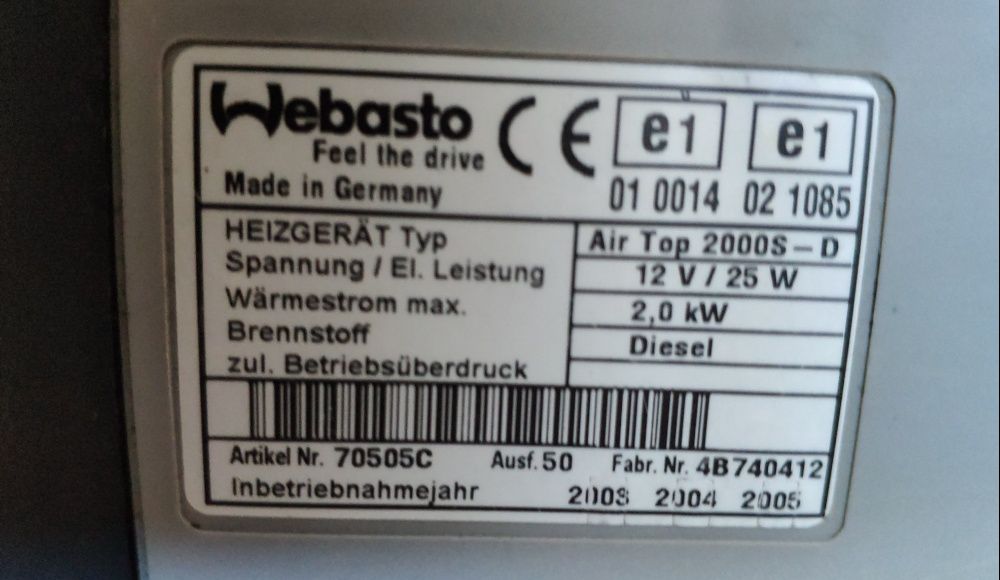 Webasto CE e1 e1
Feel the drive
Made in Germany 01 0014 02 1085
HEIZGERÄT Typ Air Top 2000S-D
Spannung / El. Leistung 12 V / 25 W
Wärmestrom max. 2,0 kW
Brennstoff Diesel
zul. Betriebsüberdruck
Artikel Nr. 70505C Ausf. 50 Fabr. Nr. 4B740412
Inbetriebnahmejahr 2003 2004 2005